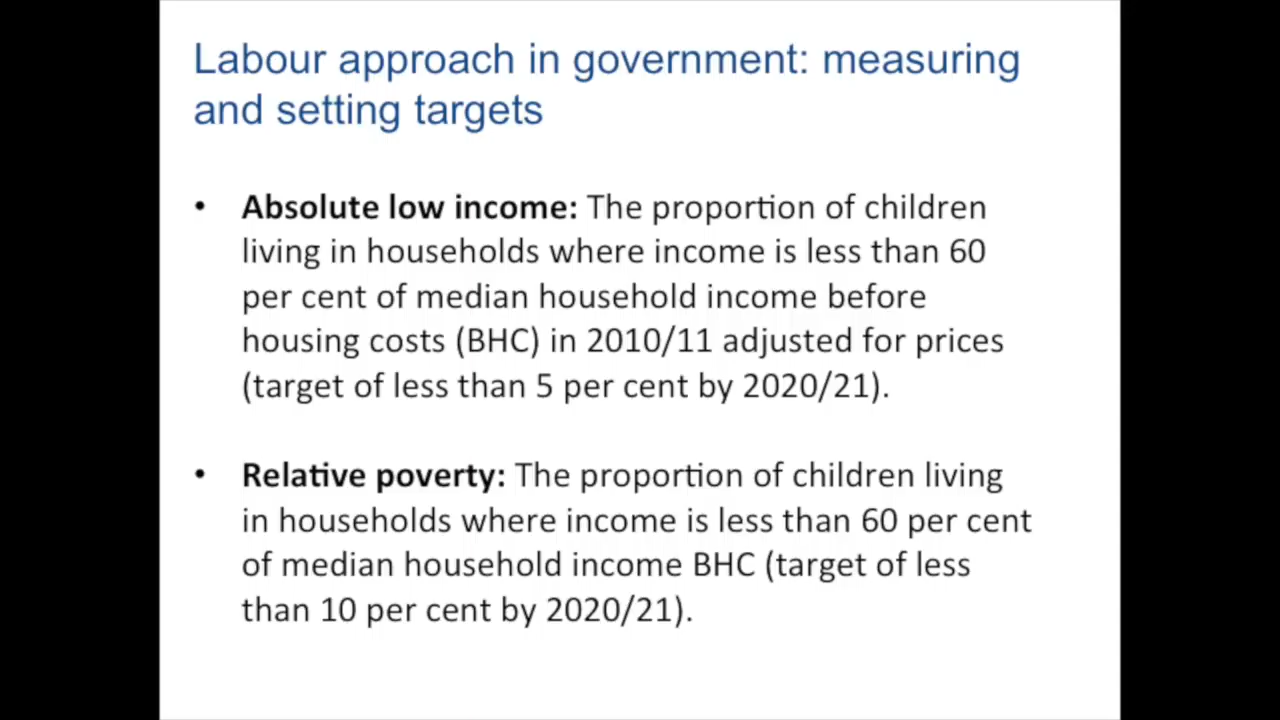 Labour approach in government: measuring
and setting targets
• Absolute low income: The proportion of children
living in households where income is less than 60
per cent of median household income before
housing costs (BHC) in 2010/11 adjusted for prices
(target of less than 5 per cent by 2020/21).
• Relative poverty: The proportion of children living
in households where income is less than 60 per cent
of median household income BHC (target of less
than 10 per cent by 2020/21).